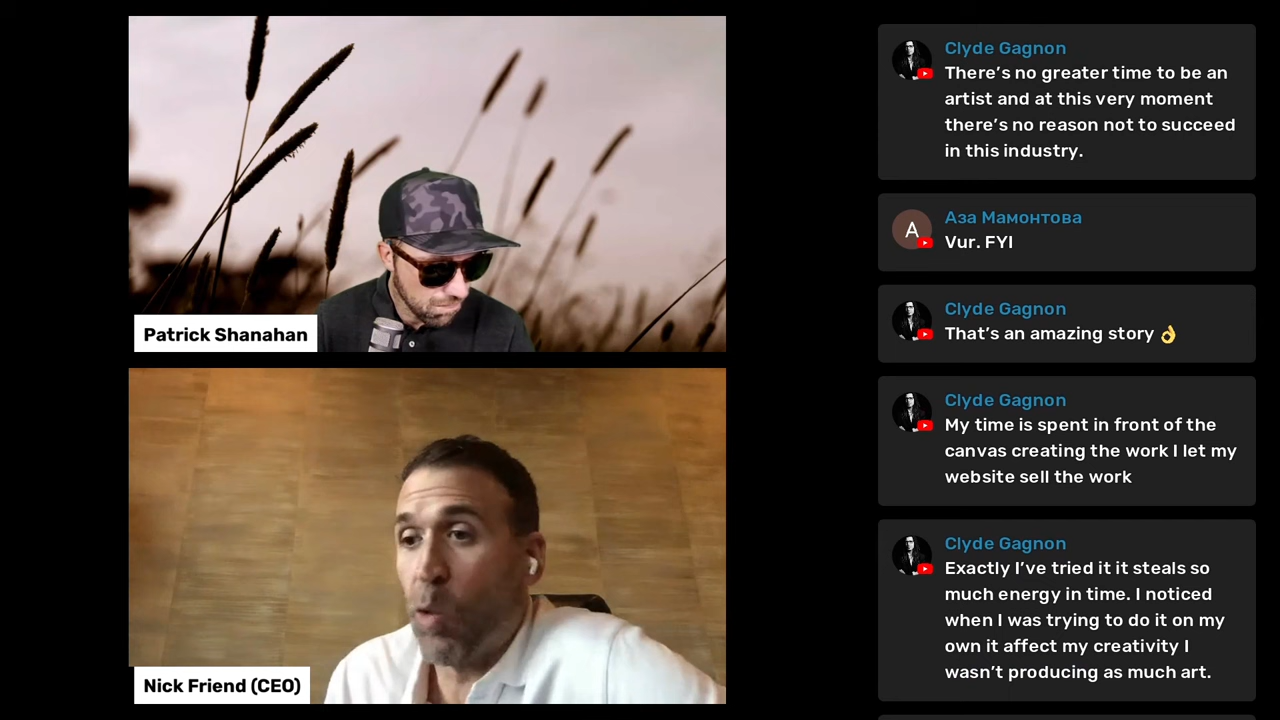 Patrick Shanahan
Nick Friend (CEO)
Clyde Gagnon
There's no greater time to be an
artist and at this very moment
there's no reason not to succeed
in this industry.
A
Аза Мамонтова
Vur. FYI
Clyde Gagnon
That's an amazing story 👌
Clyde Gagnon
My time is spent in front of the
canvas creating the work I let my
website sell the work
Clyde Gagnon
Exactly I've tried it it steals so
much energy in time. I noticed
when I was trying to do it on my
own it affect my creativity I
wasn't producing as much art.